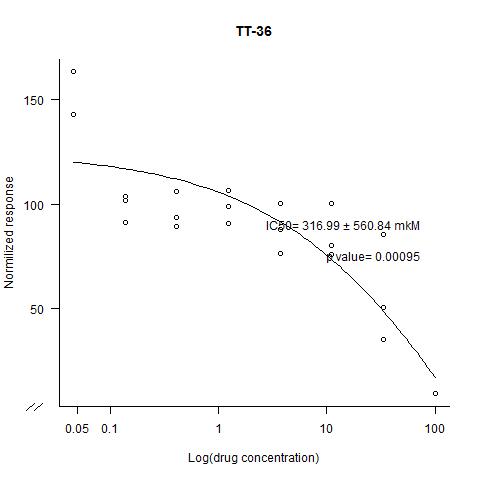 TT-36
Normilized response
150
100
50
IC50= 316.99 ± 560.84 mkM
p value= 0.00095
0.05 0.1 1 10 100
Log(drug concentration)